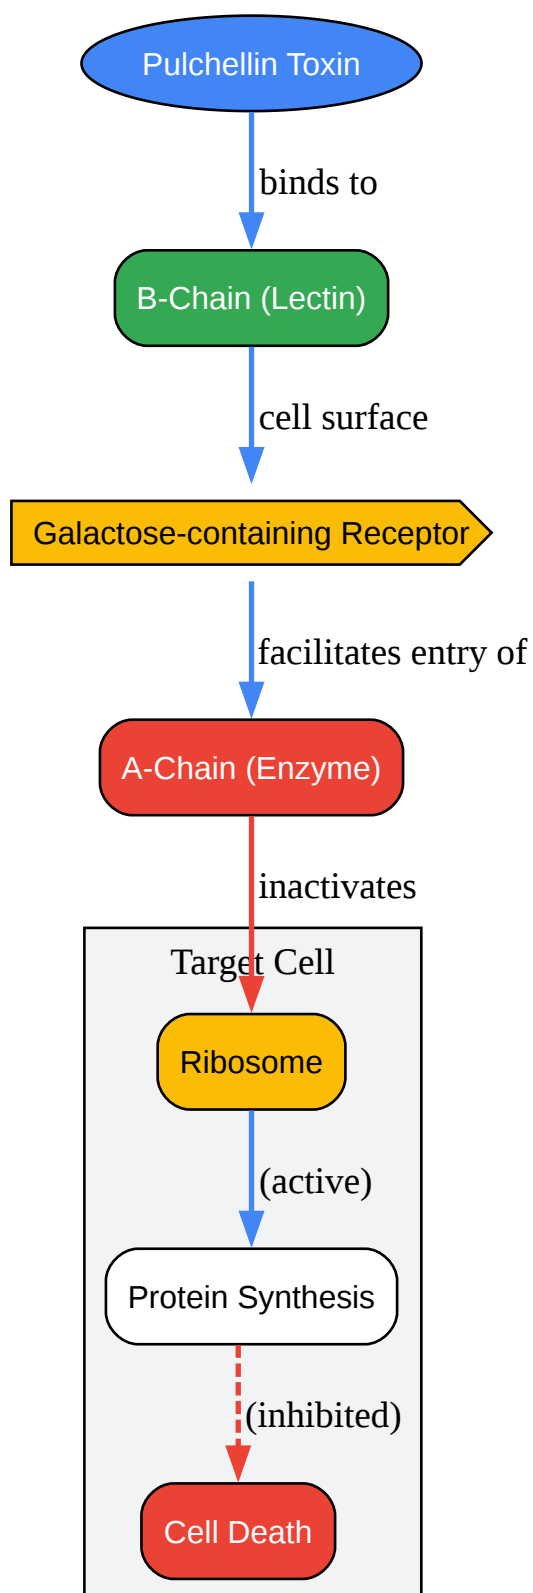 Pulchellin Toxin
binds to
B-Chain (Lectin)
cell surface
Galactose-containing Receptor
facilitates entry of
A-Chain (Enzyme)
inactivates
Target Cell
Ribosome
(active)
Protein Synthesis
(inhibited)
Cell Death